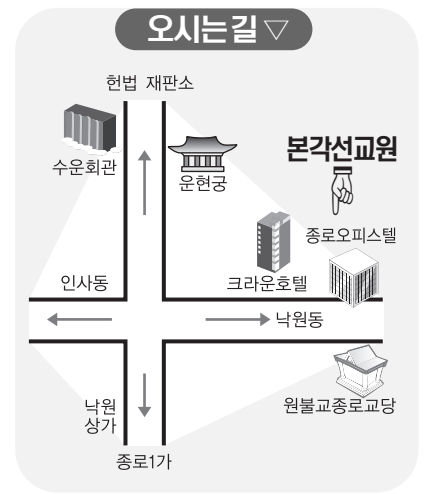 오시는길 ▽
헌법 재판소
수운회관
운현궁
본각선교원
종로오피스텔
크라운호텔
인사동
낙원동
낙원
상가
원불교종로교당
종로1가